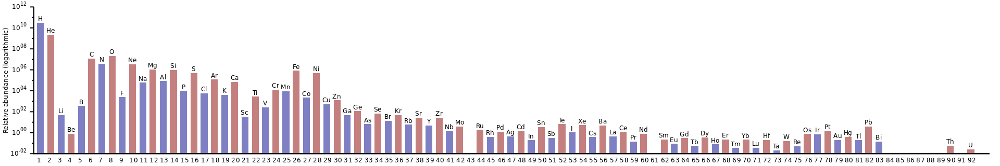 Relative abundance (logarithmic)
10^12
10^10
10^08
10^06
10^04
10^02
10^00
10^-02
H He Li Be B C N O F Ne Na Mg Al Si P S Cl Ar K Ca Sc Ti V Cr Mn Fe Co Ni Cu Zn Ga Ge As Se Br Kr Rb Sr Y Zr Nb Mo Ru Rh Pd Ag Cd In Sn Sb Te I Xe Cs Ba La Ce Pr Nd Sm Eu Gd Tb Dy Ho Er Tm Yb Lu Hf Ta W Re Os Ir Pt Au Hg Tl Pb Bi Th U
1 2 3 4 5 6 7 8 9 10 11 12 13 14 15 16 17 18 19 20 21 22 23 24 25 26 27 28 29 30 31 32 33 34 35 36 37 38 39 40 41 42 43 44 45 46 47 48 49 50 51 52 53 54 55 56 57 58 59 60 61 62 63 64 65 66 67 68 69 70 71 72 73 74 75 76 77 78 79 80 81 82 83 84 85 86 87 88 89 90 91 92